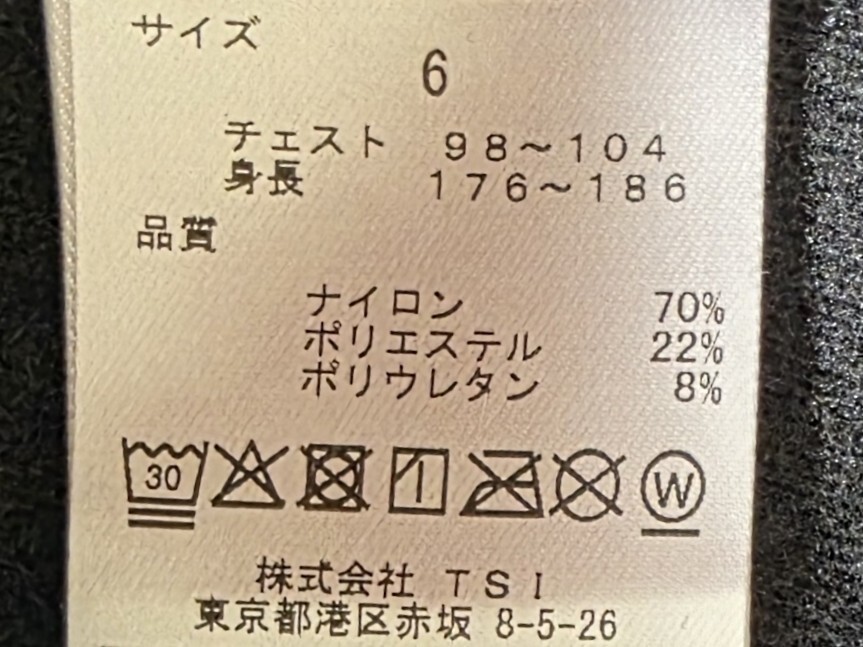 サイズ
6
チェスト 98～104
身長 176～186
品質
ナイロン 70%
ポリエステル 22%
ポリウレタン 8%
30 W
株式会社 TSI
東京都港区赤坂 8-5-26